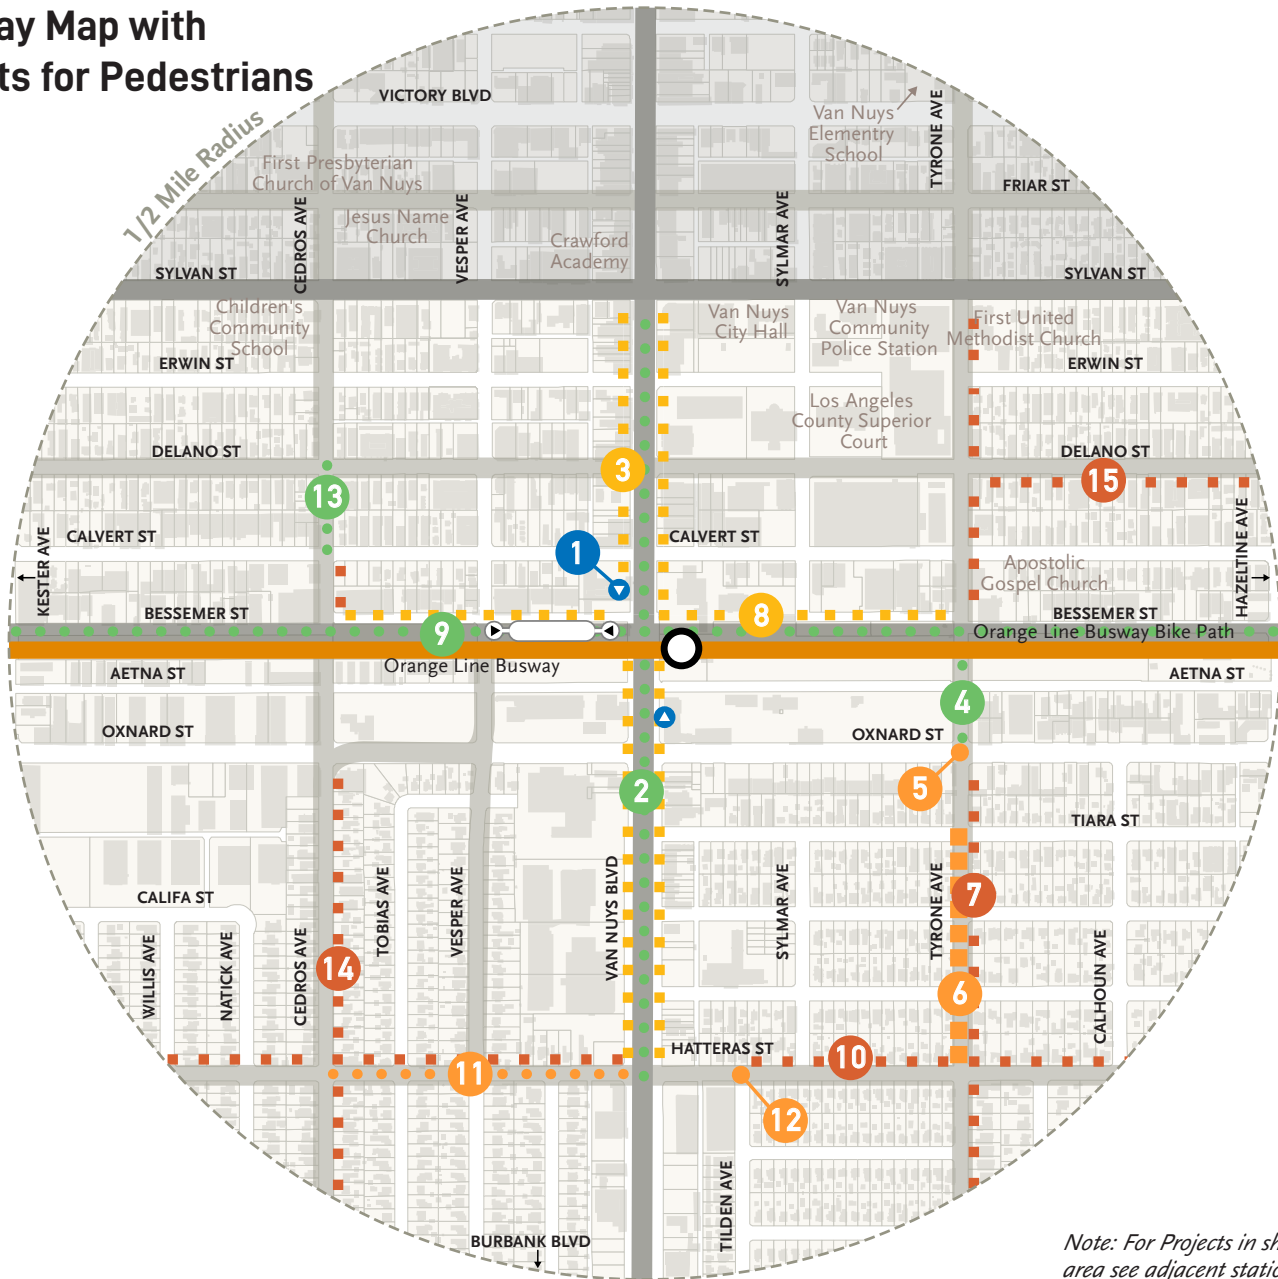 ay Map with
ts for Pedestrians
1/2 Mile Radius
VICTORY BLVD
Van Nuys
Elementry
School
TYRONE AVE
First Presbyterian
Church of Van Nuys
FRIAR ST
CEDROS AVE
Jesus Name
Church
VESPER AVE
Crawford
Academy
SYLMAR AVE
SYLVAN ST
SYLVAN ST
Children's
Community
School
Van Nuys
City Hall
Van Nuys
Community
Police Station
First United
Methodist Church
ERWIN ST
ERWIN ST
Los Angeles
County Superior
Court
DELANO ST
DELANO ST
3
15
13
CALVERT ST
CALVERT ST
1
KESTER AVE
HAZELTINE AVE
Apostolic
Gospel Church
BESSEMER ST
8
BESSEMER ST
9
Orange Line Busway Bike Path
Orange Line Busway
AETNA ST
AETNA ST
4
OXNARD ST
OXNARD ST
2
5
TIARA ST
CALIFA ST
7
TOBIAS AVE
VESPER AVE
VAN NUYS BLVD
SYLMAR AVE
TYRONE AVE
WILLIS AVE
NATICK AVE
CEDROS AVE
14
CALHOUN AVE
6
HATTERAS ST
10
11
12
TILDEN AVE
BURBANK BLVD
Note: For Projects in sh
area see adjacent static